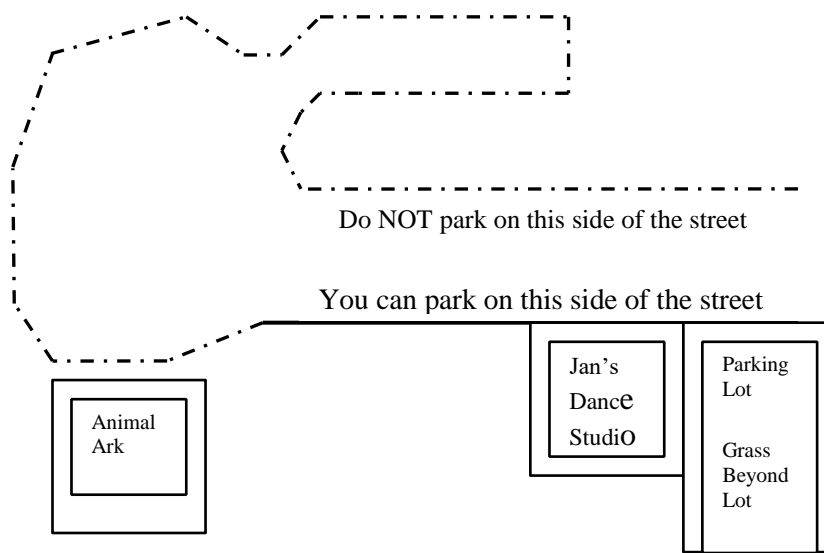 Do NOT park on this side of the street
You can park on this side of the street
Animal
Ark
Jan's
Dance
Studio
Parking
Lot
Grass
Beyond
Lot